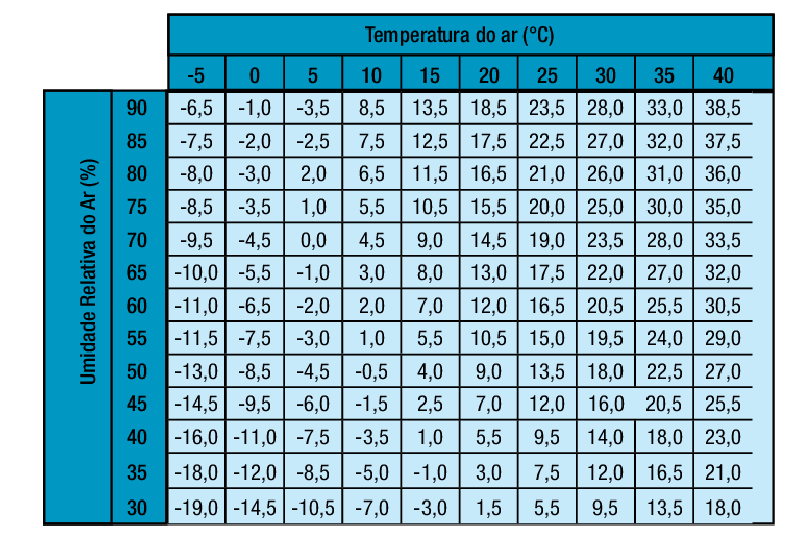 Temperatura do ar (°C)
-5 0 5 10 15 20 25 30 35 40
Umidade Relativa do Ar (%)
90 -6,5 -1,0 -3,5 8,5 13,5 18,5 23,5 28,0 33,0 38,5
85 -7,5 -2,0 -2,5 7,5 12,5 17,5 22,5 27,0 32,0 37,5
80 -8,0 -3,0 2,0 6,5 11,5 16,5 21,0 26,0 31,0 36,0
75 -8,5 -3,5 1,0 5,5 10,5 15,5 20,0 25,0 30,0 35,0
70 -9,5 -4,5 0,0 4,5 9,0 14,5 19,0 23,5 28,0 33,5
65 -10,0 -5,5 -1,0 3,0 8,0 13,0 17,5 22,0 27,0 32,0
60 -11,0 -6,5 -2,0 2,0 7,0 12,0 16,5 20,5 25,5 30,5
55 -11,5 -7,5 -3,0 1,0 5,5 10,5 15,0 19,5 24,0 29,0
50 -13,0 -8,5 -4,5 -0,5 4,0 9,0 13,5 18,0 22,5 27,0
45 -14,5 -9,5 -6,0 -1,5 2,5 7,0 12,0 16,0 20,5 25,5
40 -16,0 -11,0 -7,5 -3,5 1,0 5,5 9,5 14,0 18,0 23,0
35 -18,0 -12,0 -8,5 -5,0 -1,0 3,0 7,5 12,0 16,5 21,0
30 -19,0 -14,5 -10,5 -7,0 -3,0 1,5 5,5 9,5 13,5 18,0